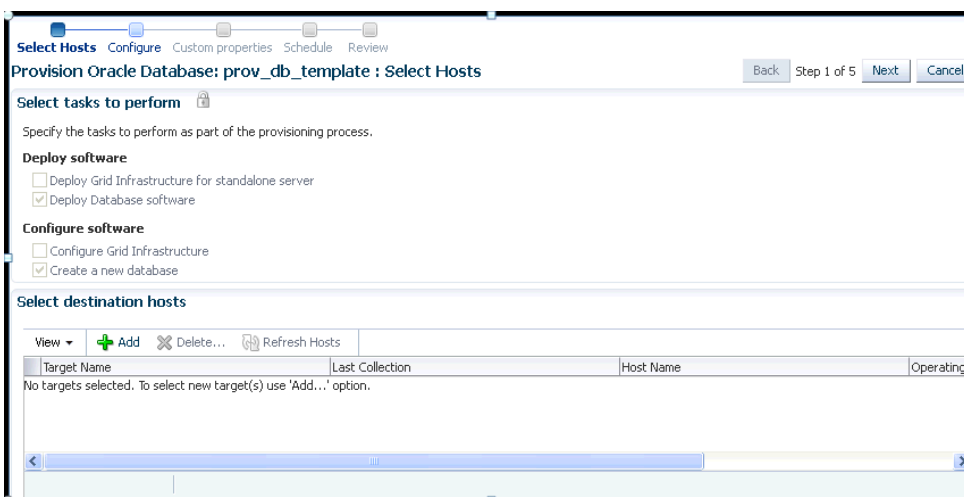 Select Hosts Configure Custom properties Schedule Review
Provision Oracle Database: prov_db_template : Select Hosts
Back Step 1 of 5 Next Cancel
Select tasks to perform
Specify the tasks to perform as part of the provisioning process.
Deploy software
Deploy Grid Infrastructure for standalone server
Deploy Database software
Configure software
Configure Grid Infrastructure
Create a new database
Select destination hosts
View Add Delete... Refresh Hosts
Target Name Last Collection Host Name Operating
No targets selected. To select new target(s) use 'Add...' option.